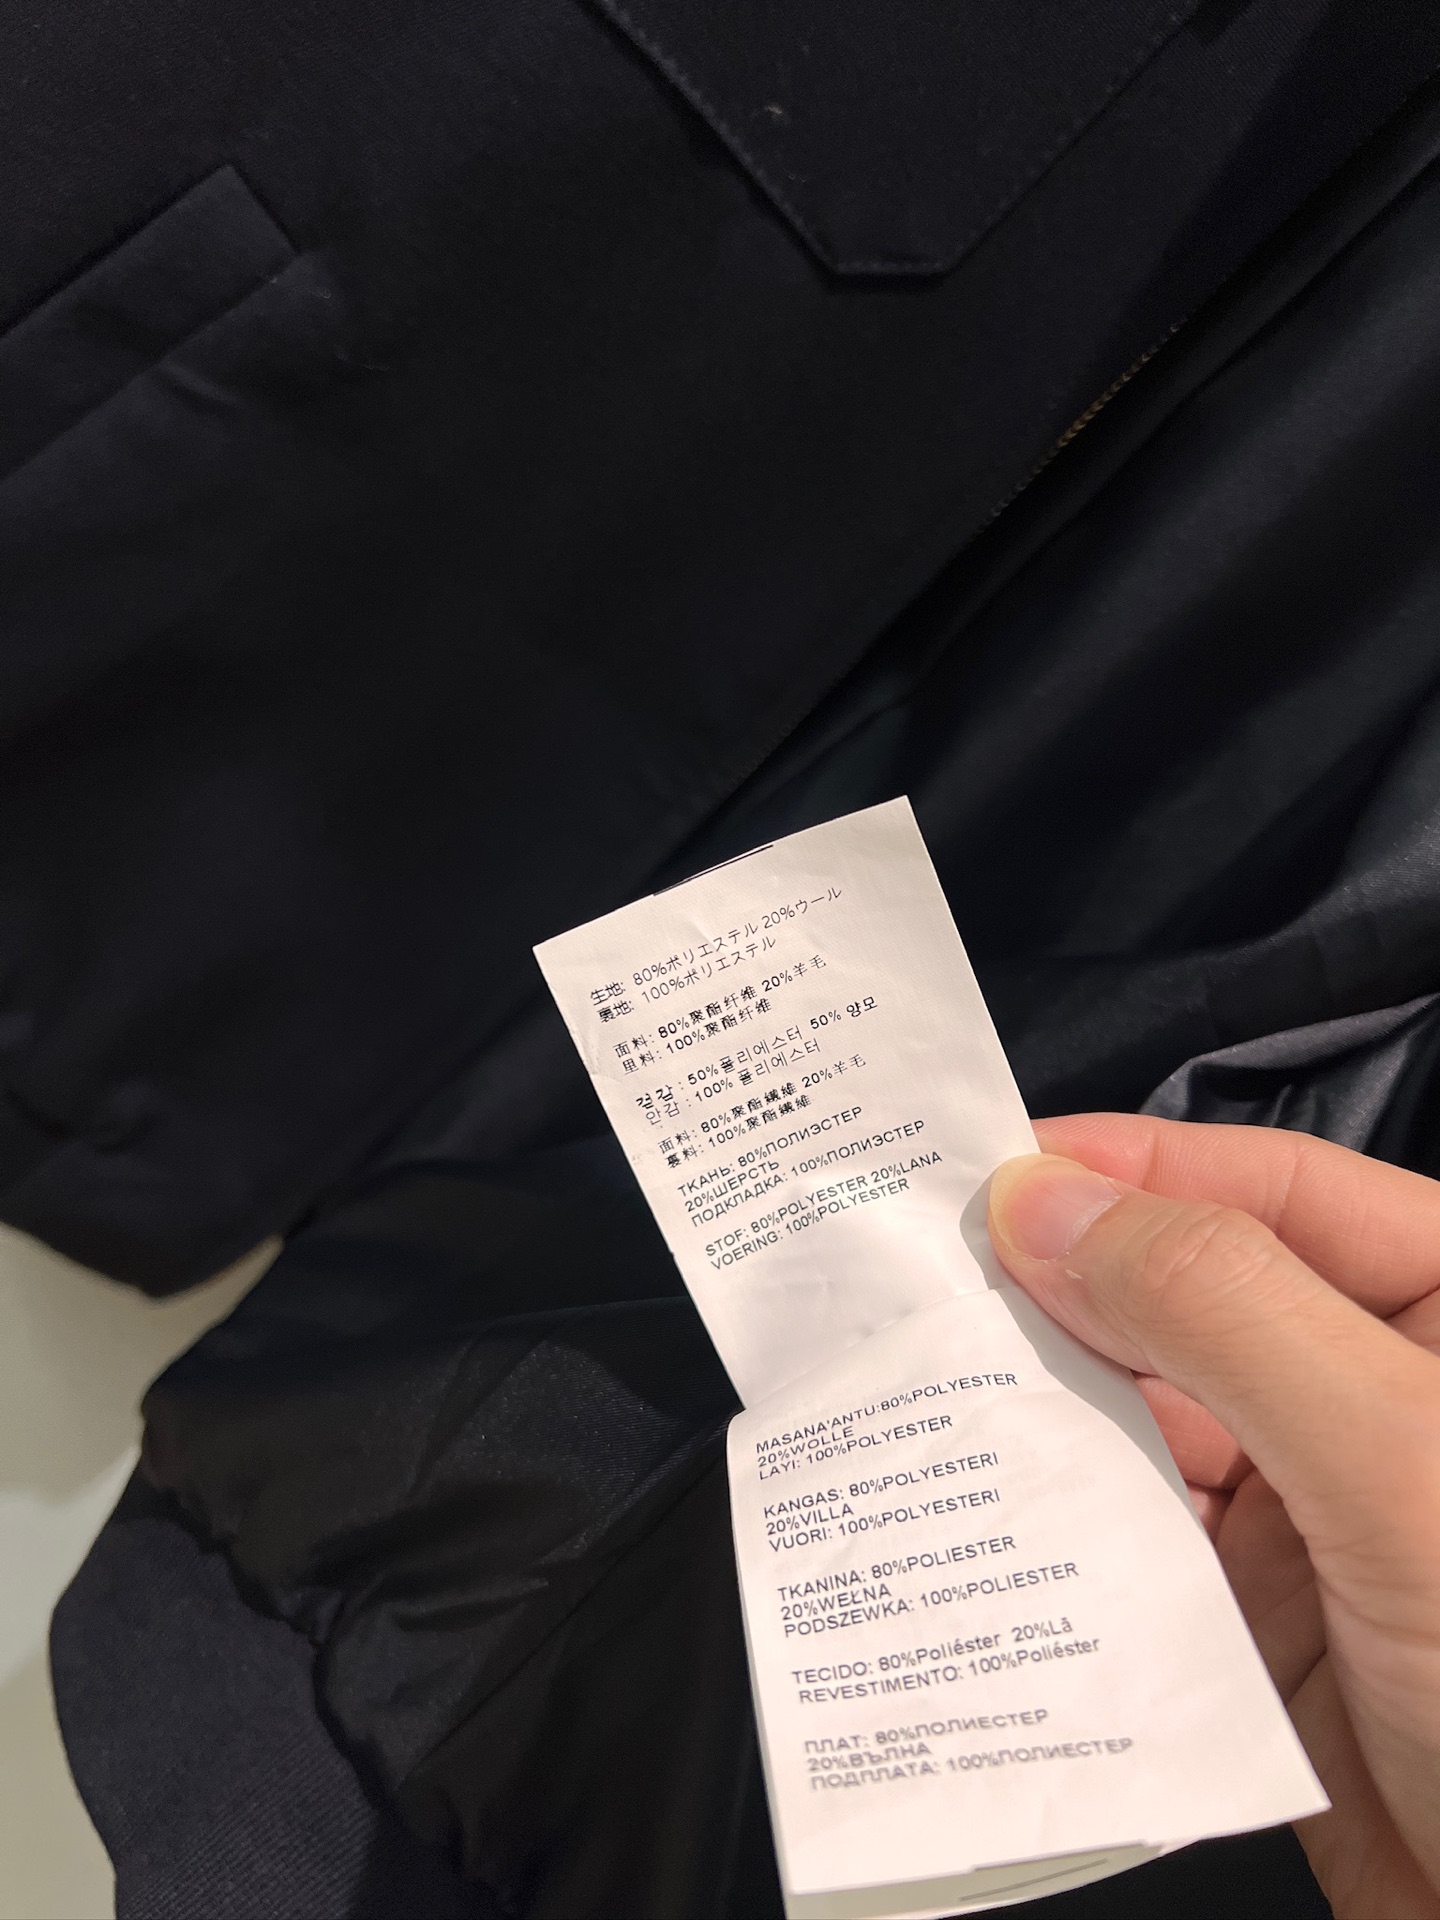 生地: 80%ポリエステル 20%ウール
裏地: 100%ポリエステル
面料: 80%聚酯纤维 20%羊毛
里料: 100%聚酯纤维
겉감 : 50%폴리에스터 50% 양모
안감 : 100% 폴리에스터
面料: 80%聚酯纖維 20%羊毛
裏料: 100%聚酯纖維
ТКАНЬ: 80%ПОЛИЭСТЕР
20%ШЕРСТЬ
ПОДКЛАДКА: 100%ПОЛИЭСТЕР
STOF: 80%POLYESTER 20%LANA
VOERING: 100%POLYESTER
MASANA'ANTU:80%POLYESTER
20%WOLLE
LAYI: 100%POLYESTER
KANGAS: 80%POLYESTERI
20%VILLA
VUORI: 100%POLYESTERI
TKANINA: 80%POLIESTER
20%WEŁNA
PODSZEWKA: 100%POLIESTER
TECIDO: 80%Poliéster 20%Lã
REVESTIMENTO: 100%Poliéster
ПЛАТ: 80%ПОЛИЕСТЕР
20%ВЪЛНА
ПОДПЛАТА: 100%ПОЛИЕСТЕР